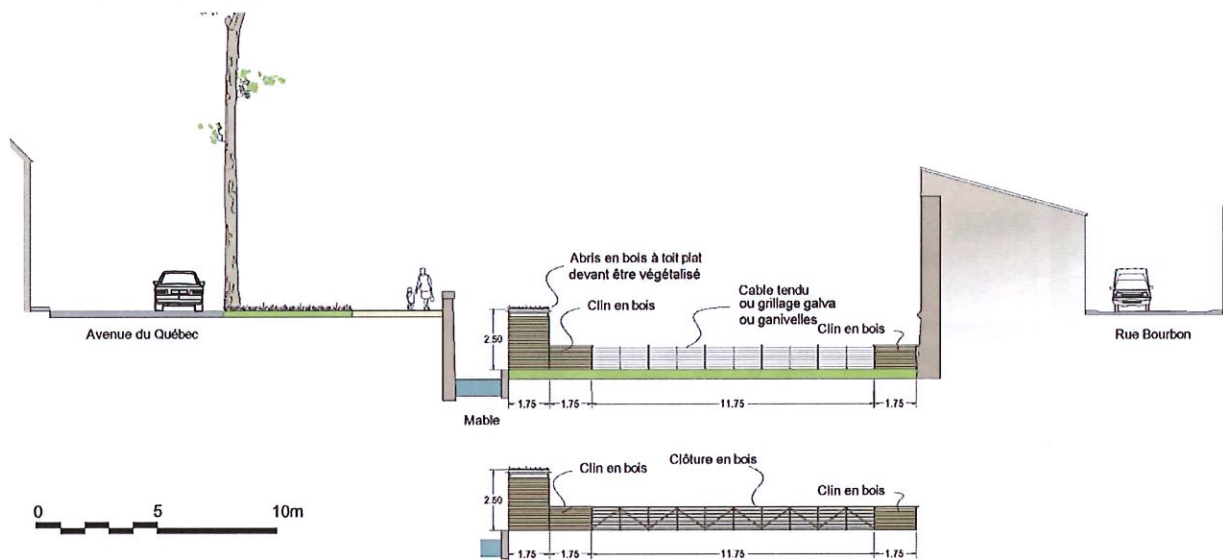 Abris en bois à toit plat
devant être végétalisé
Cable tendu
ou grillage galva
ou ganivelles
Clin en bois
Clin en bois
Avenue du Québec
Rue Bourbon
2.50
1.75
1.75
11.75
1.75
Mable
Clin en bois
Clôture en bois
Clin en bois
2.50
0
5
10m
1.75
1.75
11.75
1.75